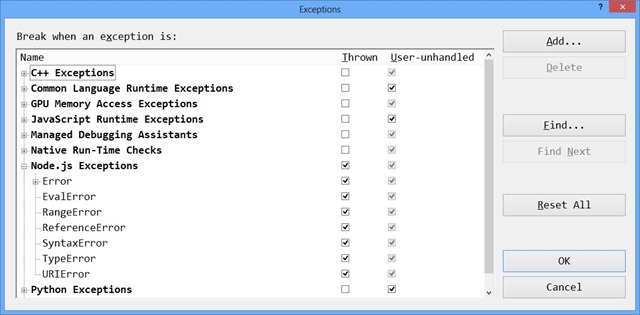 Exceptions
Break when an exception is:
Name Thrown User-unhandled
C++ Exceptions
Common Language Runtime Exceptions
GPU Memory Access Exceptions
JavaScript Runtime Exceptions
Managed Debugging Assistants
Native Run-Time Checks
Node.js Exceptions
Error
EvalError
RangeError
ReferenceError
SyntaxError
TypeError
URIError
Python Exceptions
Add...
Delete
Find...
Find Next
Reset All
OK
Cancel